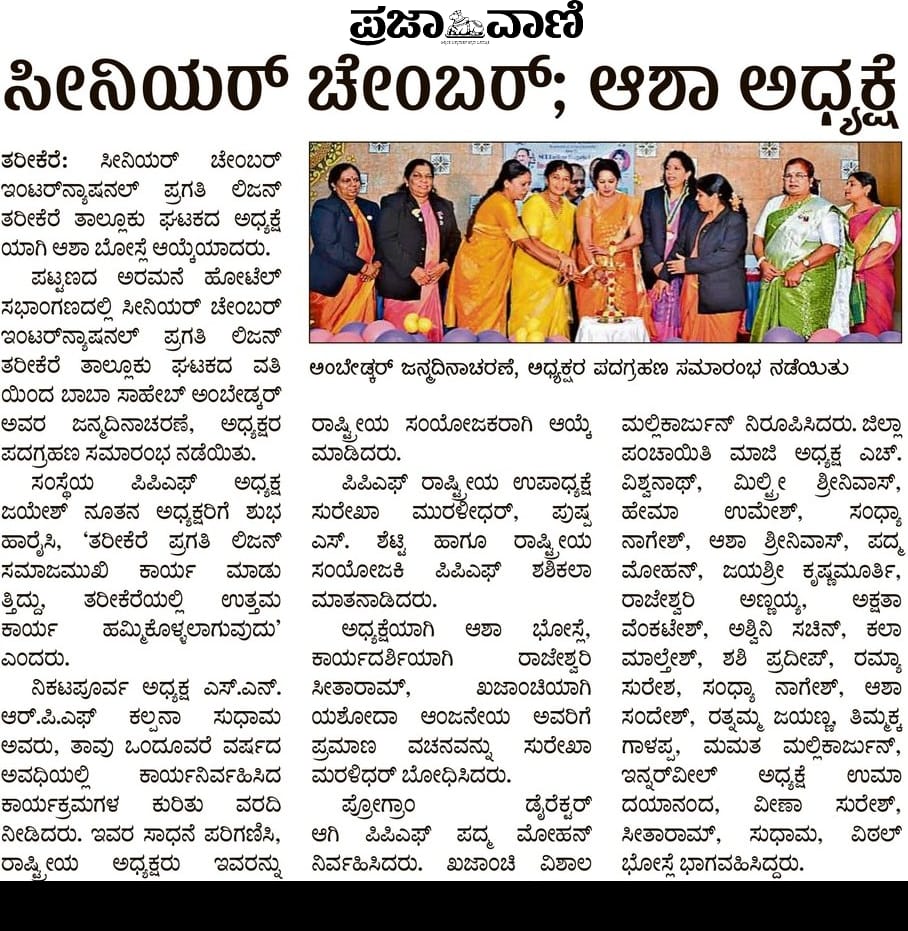 ಪ್ರಜಾವಾಣಿ
ಸೀನಿಯರ್ ಚೇಂಬರ್; ಆಶಾ ಅಧ್ಯಕ್ಷೆ
ತರೀಕೆರೆ: ಸೀನಿಯರ್ ಚೇಂಬರ್
ಇಂಟರ್‌ನ್ಯಾಷನಲ್ ಪ್ರಗತಿ ಲಿಜನ್
ತರೀಕೆರೆ ತಾಲ್ಲೂಕು ಘಟಕದ ಅಧ್ಯಕ್ಷೆ
ಯಾಗಿ ಆಶಾ ಬೋಸ್ಲೆ ಆಯ್ಕೆಯಾದರು.
ಪಟ್ಟಣದ ಅರಮನೆ ಹೋಟೆಲ್
ಸಭಾಂಗಣದಲ್ಲಿ ಸೀನಿಯರ್ ಚೇಂಬರ್
ಇಂಟರ್‌ನ್ಯಾಷನಲ್ ಪ್ರಗತಿ ಲಿಜನ್
ತರೀಕೆರೆ ತಾಲ್ಲೂಕು ಘಟಕದ ವತಿ
ಯಿಂದ ಬಾಬಾ ಸಾಹೇಬ್ ಅಂಬೇಡ್ಕರ್
ಅವರ ಜನ್ಮದಿನಾಚರಣೆ, ಅಧ್ಯಕ್ಷರ
ಪದಗ್ರಹಣ ಸಮಾರಂಭ ನಡೆಯಿತು.
ಸಂಸ್ಥೆಯ ಪಿಪಿಎಫ್ ಅಧ್ಯಕ್ಷ
ಜಯೇಶ್ ನೂತನ ಅಧ್ಯಕ್ಷರಿಗೆ ಶುಭ
ಹಾರೈಸಿ, ‘ತರೀಕೆರೆ ಪ್ರಗತಿ ಲಿಜನ್
ಸಮಾಜಮುಖಿ ಕಾರ್ಯ ಮಾಡು
ತ್ತಿದ್ದು, ತರೀಕೆರೆಯಲ್ಲಿ ಉತ್ತಮ
ಕಾರ್ಯ ಹಮ್ಮಿಕೊಳ್ಳಲಾಗುವುದು’
ಎಂದರು.
ನಿಕಟಪೂರ್ವ ಅಧ್ಯಕ್ಷ ಎಸ್.ಎನ್.
ಆರ್.ಪಿ.ಎಫ್ ಕಲ್ಪನಾ ಸುಧಾಮ
ಅವರು, ತಾವು ಒಂದೂವರೆ ವರ್ಷದ
ಅವಧಿಯಲ್ಲಿ ಕಾರ್ಯನಿರ್ವಹಿಸಿದ
ಕಾರ್ಯಕ್ರಮಗಳ ಕುರಿತು ವರದಿ
ನೀಡಿದರು. ಇವರ ಸಾಧನೆ ಪರಿಗಣಿಸಿ,
ರಾಷ್ಟ್ರೀಯ ಅಧ್ಯಕ್ಷರು ಇವರನ್ನು
ಅಂಬೇಡ್ಕರ್ ಜನ್ಮದಿನಾಚರಣೆ, ಅಧ್ಯಕ್ಷರ ಪದಗ್ರಹಣ ಸಮಾರಂಭ ನಡೆಯಿತು
ರಾಷ್ಟ್ರೀಯ ಸಂಯೋಜಕರಾಗಿ ಆಯ್ಕೆ
ಮಾಡಿದರು.
ಪಿಪಿಎಫ್ ರಾಷ್ಟ್ರೀಯ ಉಪಾಧ್ಯಕ್ಷೆ
ಸುರೇಖಾ ಮುರಳೀಧರ್, ಪುಷ್ಪ
ಎಸ್. ಶೆಟ್ಟಿ ಹಾಗೂ ರಾಷ್ಟ್ರೀಯ
ಸಂಯೋಜಕಿ ಪಿಪಿಎಫ್ ಶಶಿಕಲಾ
ಮಾತನಾಡಿದರು.
ಅಧ್ಯಕ್ಷೆಯಾಗಿ ಆಶಾ ಭೋಸ್ಲೆ,
ಕಾರ್ಯದರ್ಶಿಯಾಗಿ ರಾಜೇಶ್ವರಿ
ಸೀತಾರಾಮ್, ಖಜಾಂಚಿಯಾಗಿ
ಯಶೋದಾ ಆಂಜನೇಯ ಅವರಿಗೆ
ಪ್ರಮಾಣ ವಚನವನ್ನು ಸುರೇಖಾ
ಮರಳಿಧರ್ ಬೋಧಿಸಿದರು.
ಪ್ರೋಗ್ರಾಂ ಡೈರೆಕ್ಟರ್
ಆಗಿ ಪಿಪಿಎಫ್ ಪದ್ಮ ಮೋಹನ್
ನಿರ್ವಹಿಸಿದರು. ಖಜಾಂಚಿ ವಿಶಾಲ
ಮಲ್ಲಿಕಾರ್ಜುನ್ ನಿರೂಪಿಸಿದರು. ಜಿಲ್ಲಾ
ಪಂಚಾಯಿತಿ ಮಾಜಿ ಅಧ್ಯಕ್ಷ ಎಚ್.
ವಿಶ್ವನಾಥ್, ಮಿಲ್ಟ್ರೀ ಶ್ರೀನಿವಾಸ್,
ಹೇಮಾ ಉಮೇಶ್, ಸಂಧ್ಯಾ
ನಾಗೇಶ್, ಆಶಾ ಶ್ರೀನಿವಾಸ್, ಪದ್ಮ
ಮೋಹನ್, ಜಯಶ್ರೀ ಕೃಷ್ಣಮೂರ್ತಿ,
ರಾಜೇಶ್ವರಿ ಅಣ್ಣಯ್ಯ, ಅಕ್ಷತಾ
ವೆಂಕಟೇಶ್, ಅಶ್ವಿನಿ ಸಚಿನ್, ಕಲಾ
ಮಾಲ್ತೇಶ್, ಶಶಿ ಪ್ರದೀಪ್, ರಮ್ಯಾ
ಸುರೇಶ, ಸಂಧ್ಯಾ ನಾಗೇಶ್, ಆಶಾ
ಸಂದೇಶ್, ರತ್ನಮ್ಮ ಜಯಣ್ಣ, ತಿಮ್ಮಕ್ಕ
ಗಾಳಪ್ಪ, ಮಮತ ಮಲ್ಲಿಕಾರ್ಜುನ್,
ಇನ್ನರ್‌ವೀಲ್ ಅಧ್ಯಕ್ಷೆ ಉಮಾ
ದಯಾನಂದ, ವೀಣಾ ಸುರೇಶ್,
ಸೀತಾರಾಮ್, ಸುಧಾಮ, ವಿಠಲ್
ಭೋಸ್ಲೆ ಭಾಗವಹಿಸಿದ್ದರು.